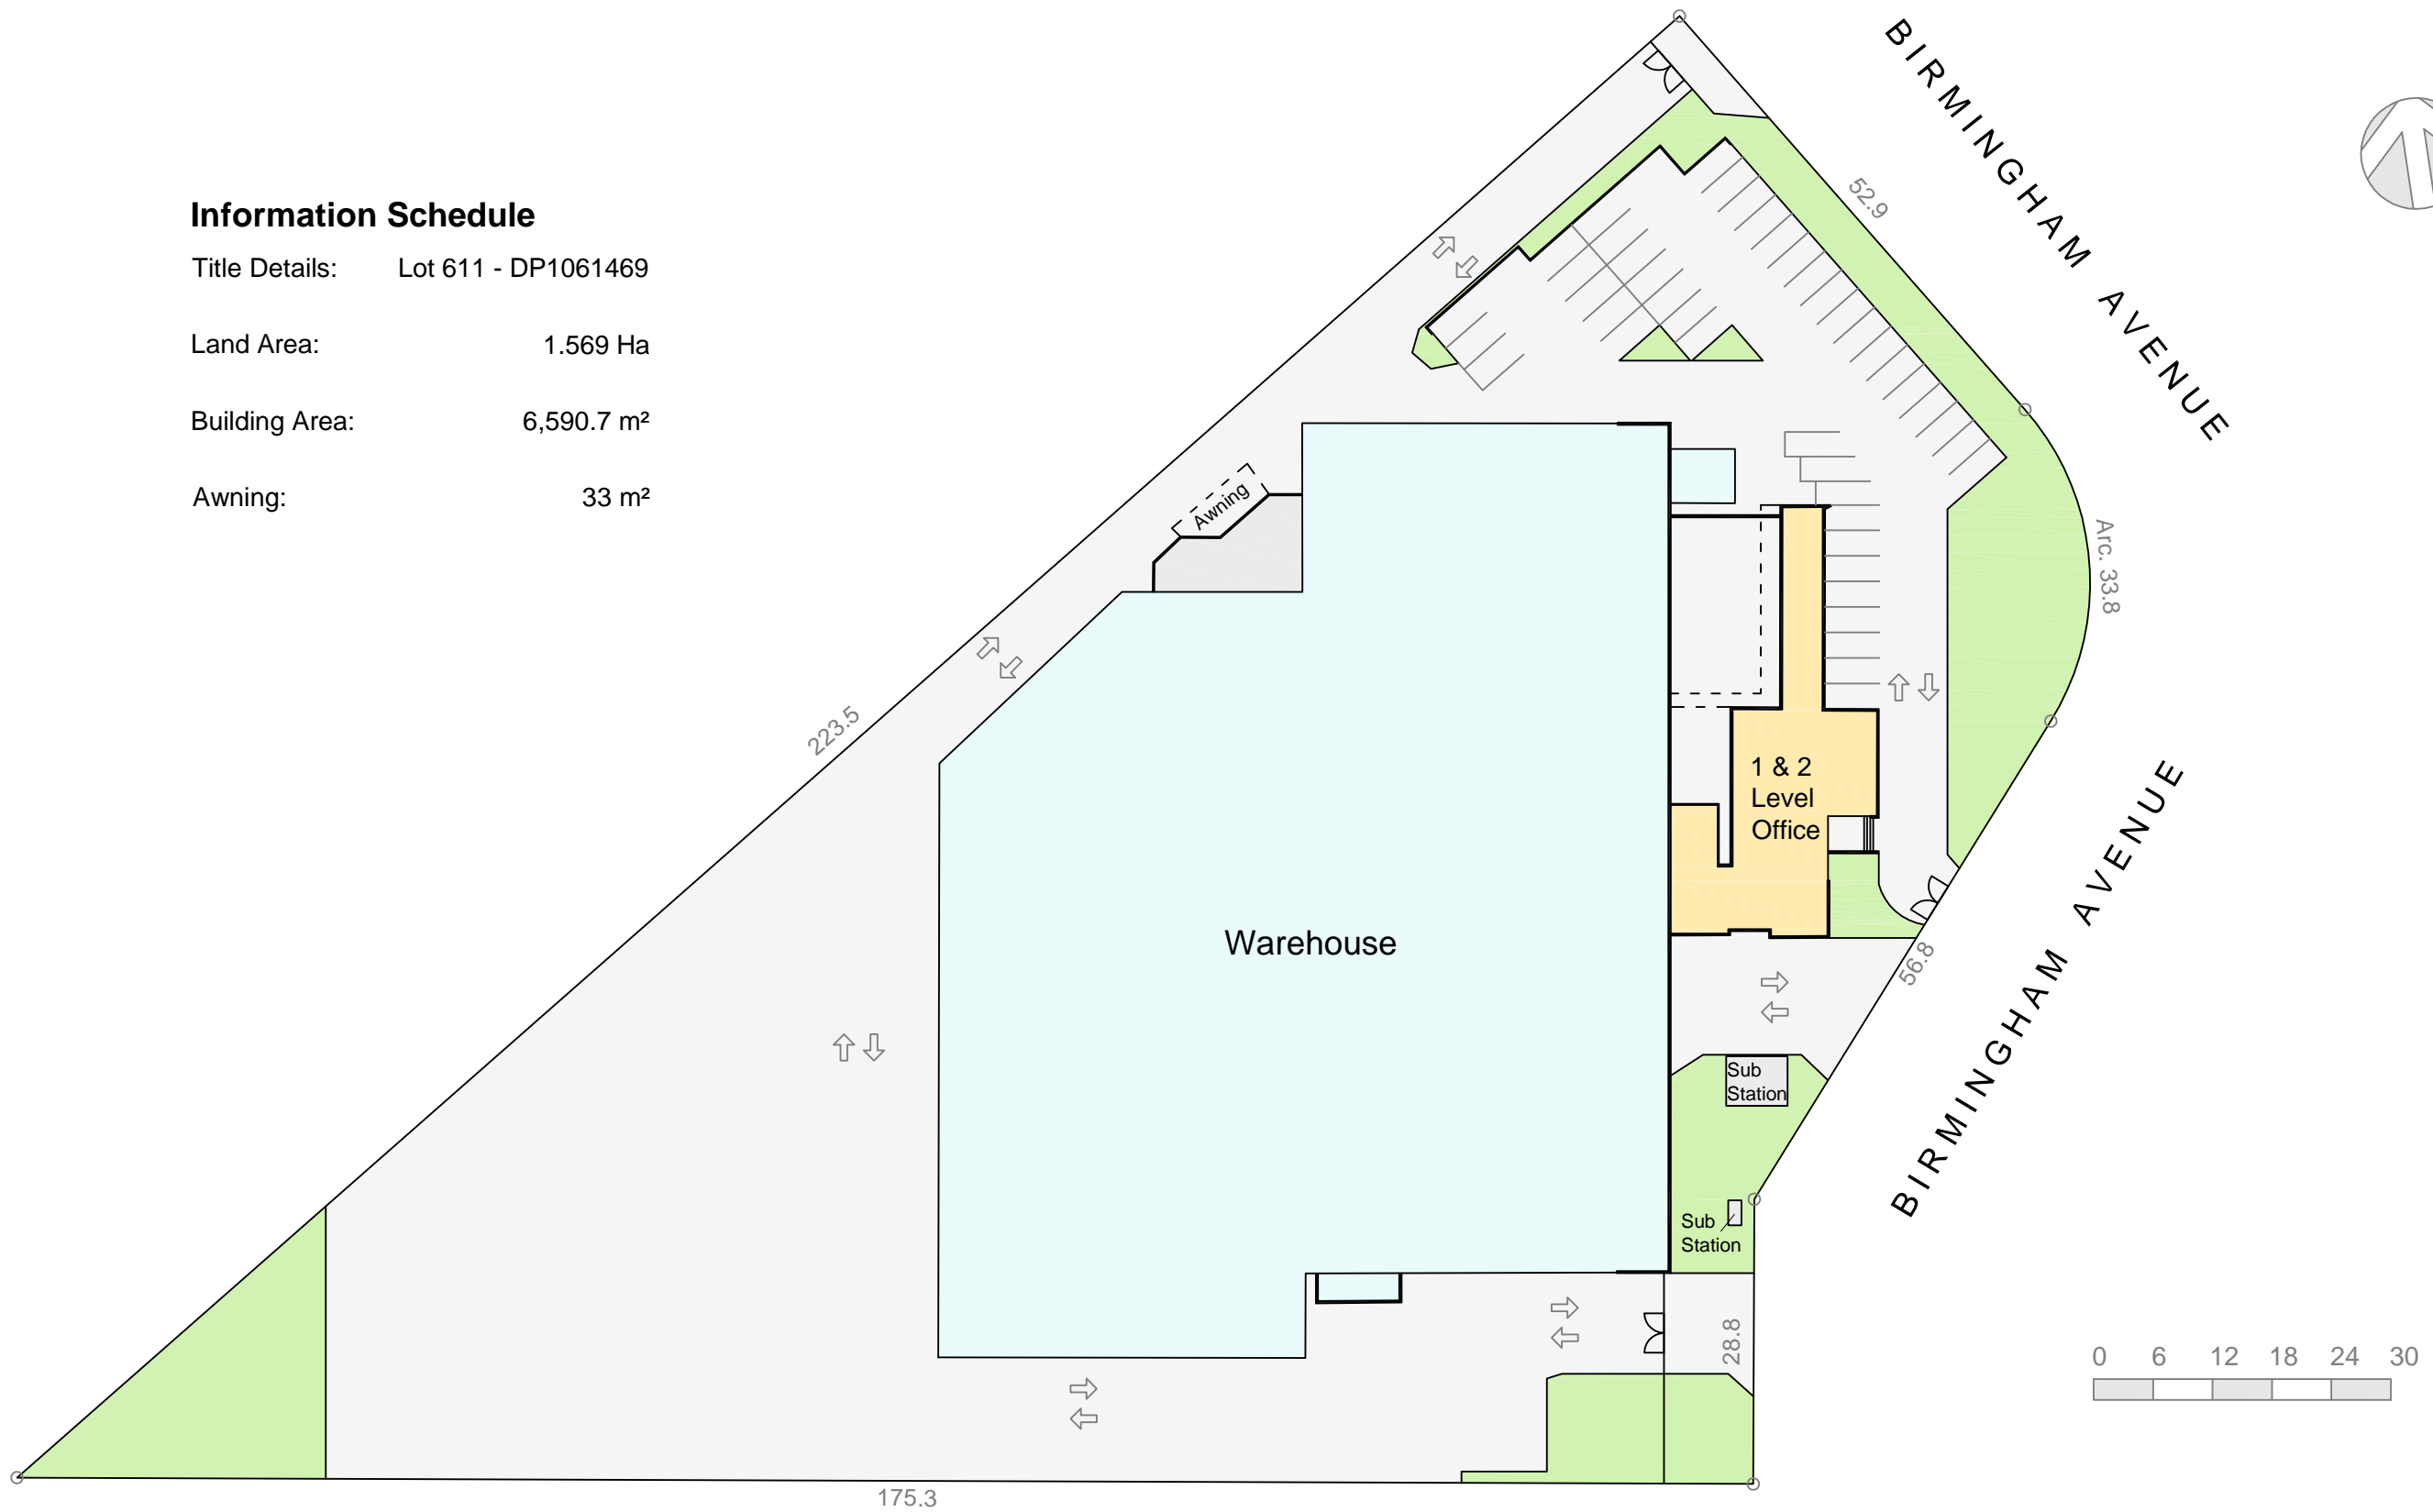 BIRMINGHAM AVENUE
Information Schedule
Title Details: Lot 611 - DP1061469
Land Area: 1.569 Ha
Building Area: 6,590.7 m²
Awning: 33 m²
52.9
Awning
Arc. 33.8
223.5
1 & 2
Level
Office
Warehouse
56.8
BIRMINGHAM AVENUE
Sub
Station
Sub
Station
28.8
0 6 12 18 24 30
175.3